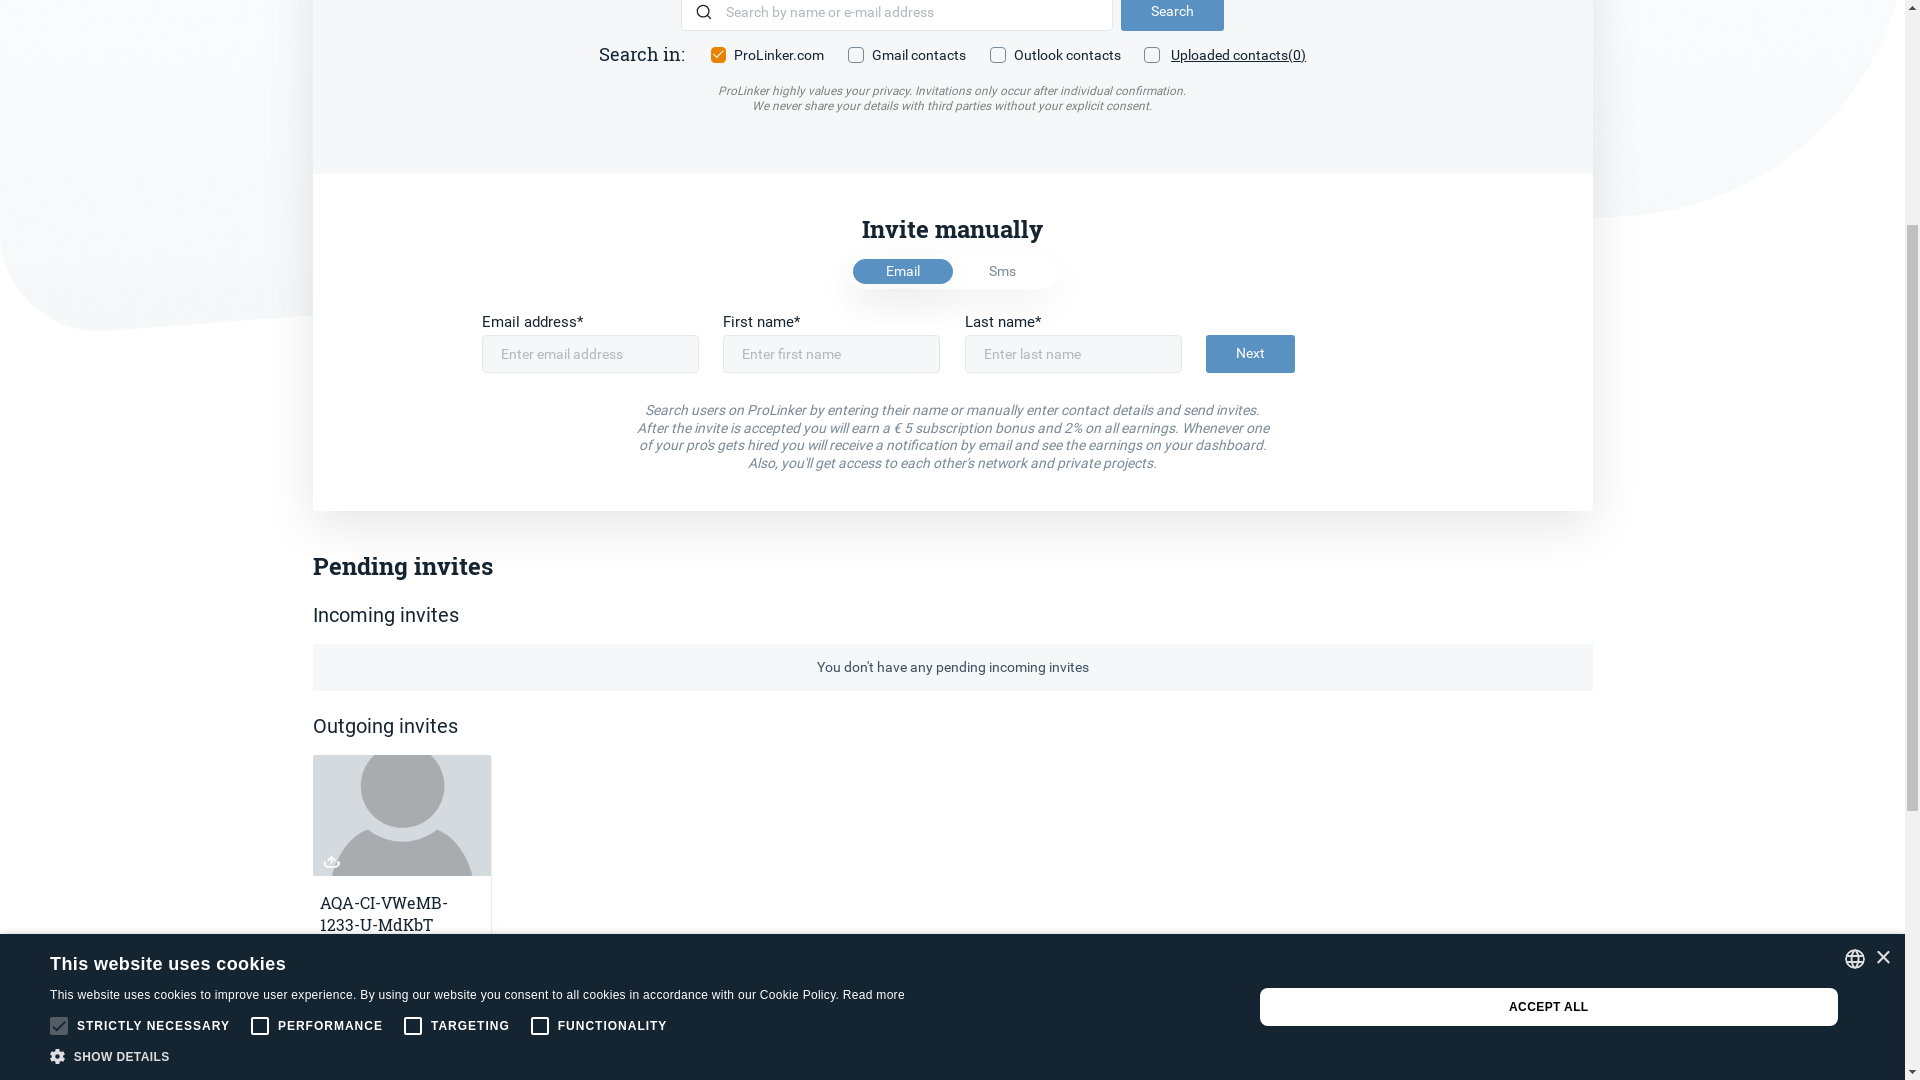 Search by name or e-mail address
Search
Search in:
ProLinker.com
Gmail contacts
Outlook contacts
Uploaded contacts(0)
ProLinker highly values your privacy. Invitations only occur after individual confirmation.
We never share your details with third parties without your explicit consent.
Invite manually
Email
Sms
Email address*
First name*
Last name*
Enter email address
Enter first name
Enter last name
Next
Search users on ProLinker by entering their name or manually enter contact details and send invites.
After the invite is accepted you will earn a € 5 subscription bonus and 2% on all earnings. Whenever one
of your pro's gets hired you will receive a notification by email and see the earnings on your dashboard.
Also, you'll get access to each other's network and private projects.
Pending invites
Incoming invites
You don't have any pending incoming invites
Outgoing invites
AQA-CI-VWeMB-
1233-U-MdKbT
This website uses cookies
This website uses cookies to improve user experience. By using our website you consent to all cookies in accordance with our Cookie Policy. Read more
STRICTLY NECESSARY
PERFORMANCE
TARGETING
FUNCTIONALITY
SHOW DETAILS
ACCEPT ALL